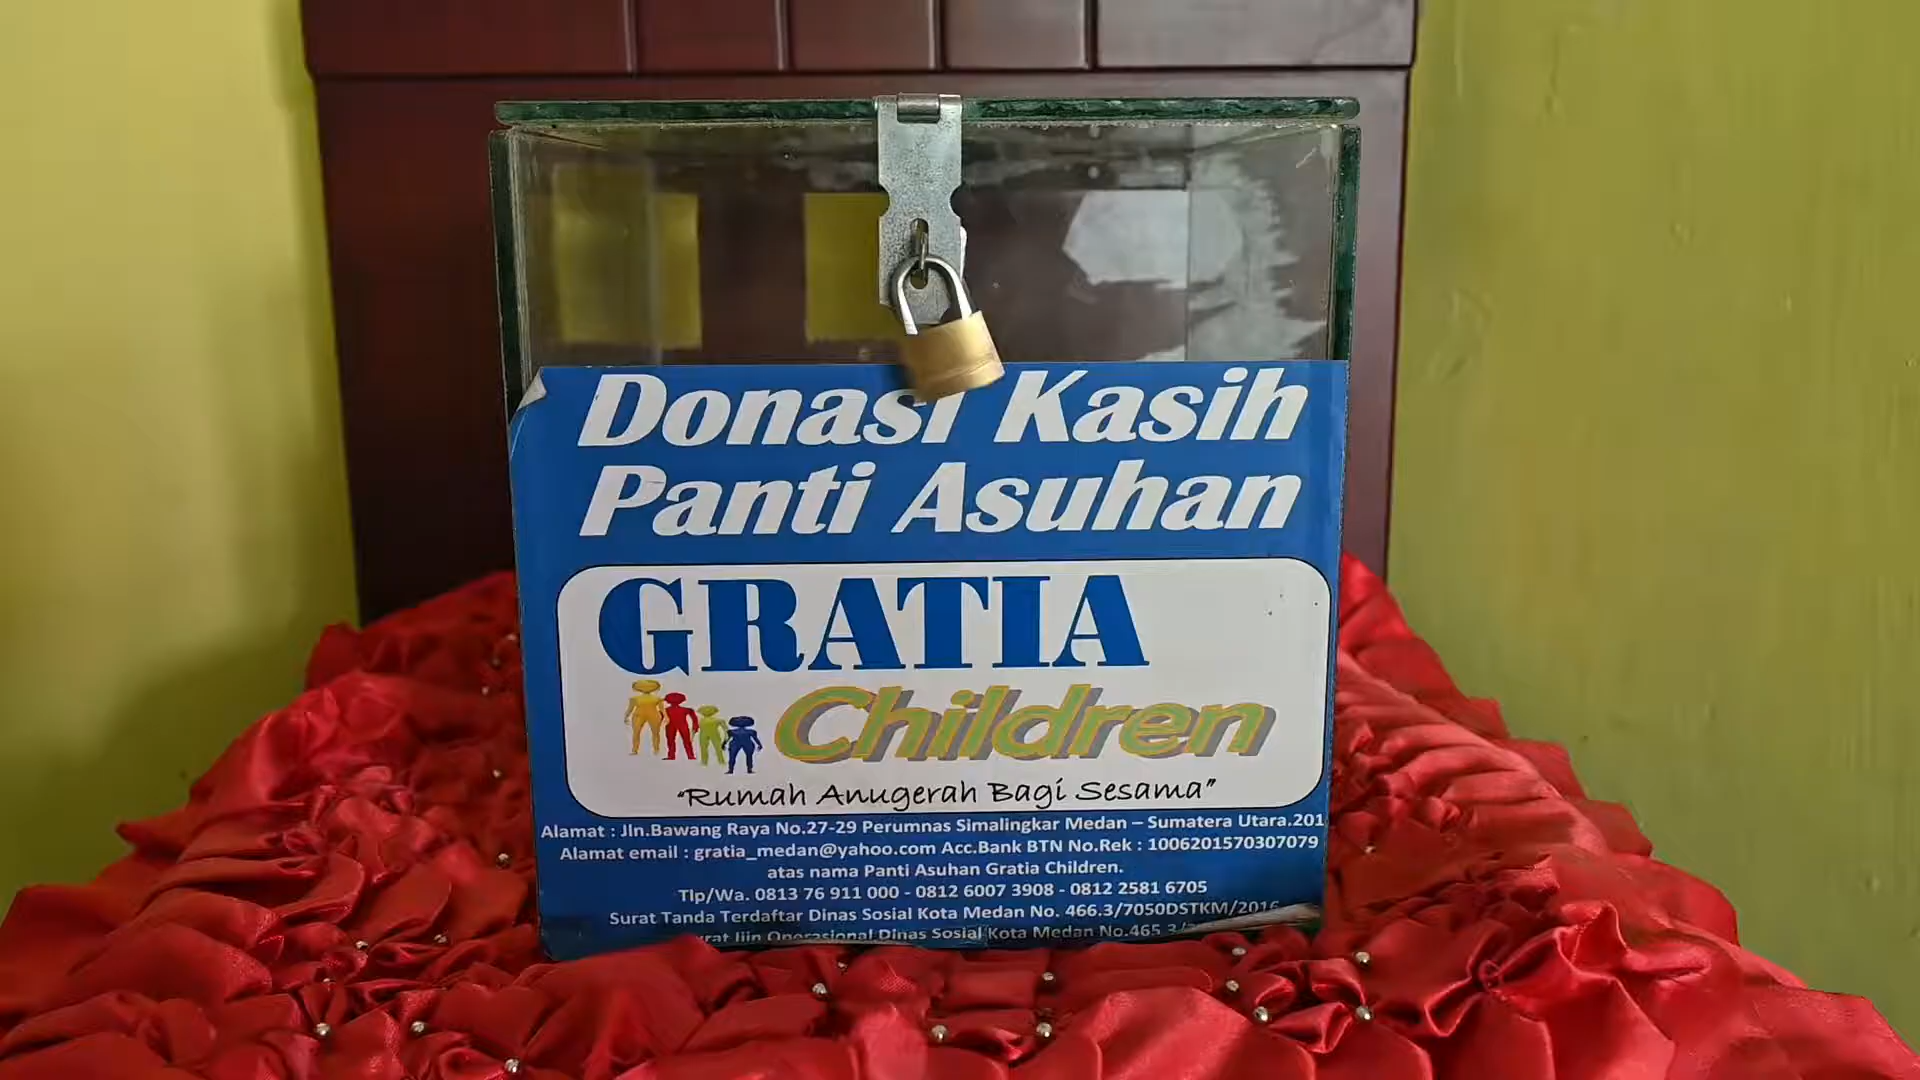 Donasi Kasih
Panti Asuhan
GRATIA
Children
"Rumah Anugerah Bagi Sesama"
Alamat : Jln.Bawang Raya No.27-29 Perumnas Simalingkar Medan – Sumatera Utara.201
Alamat email : gratia_medan@yahoo.com Acc.Bank BTN No.Rek : 1006201570307079
atas nama Panti Asuhan Gratia Children.
Tlp/Wa. 0813 76 911 000 - 0812 6007 3908 - 0812 2581 6705
Surat Tanda Terdaftar Dinas Sosial Kota Medan No. 466.3/7050DSTKM/2016
Ijin Operasional Dinas Sosial Kota Medan No.465